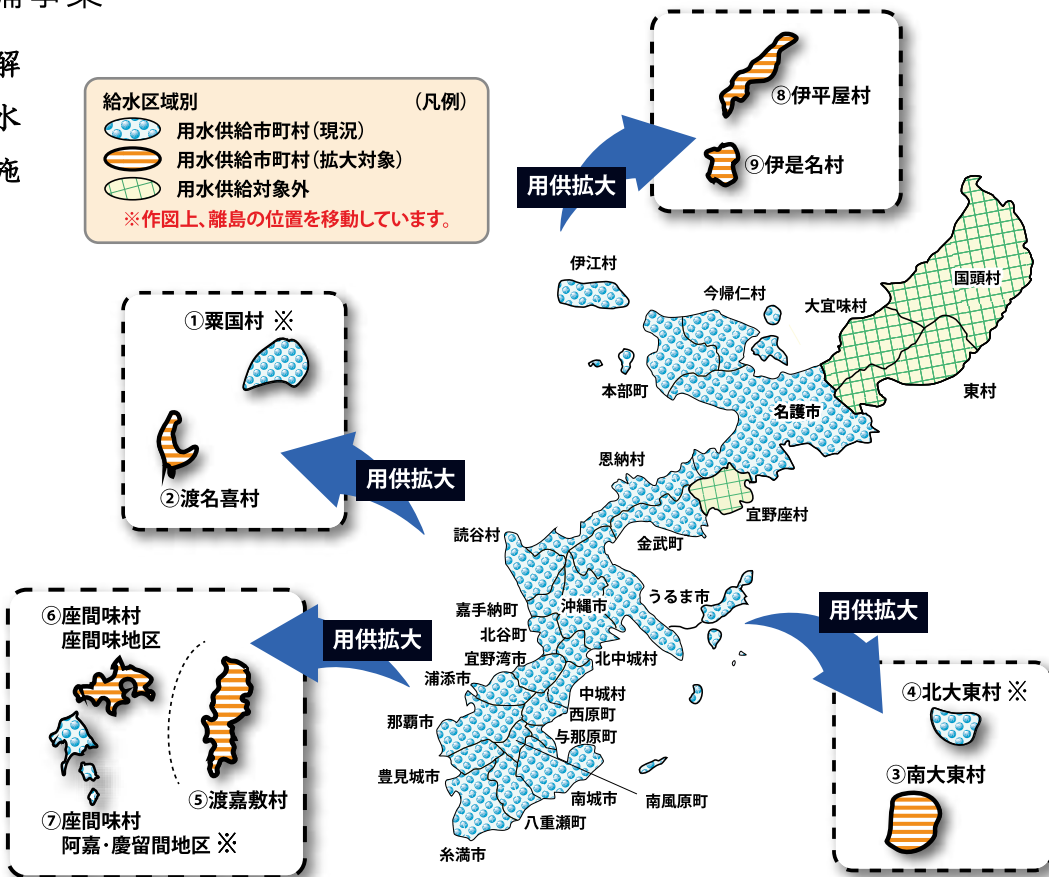 解
水
施
給水区域別 (凡例)
用水供給市町村(現況)
用水供給市町村(拡大対象)
用水供給対象外
※作図上、離島の位置を移動しています。
⑧伊平屋村
⑨伊是名村
用供拡大
伊江村
今帰仁村
大宜味村
国頭村
①粟国村 ※
本部町
東村
名護市
②渡名喜村
用供拡大
恩納村
宜野座村
読谷村
金武町
⑥座間味村
座間味地区
嘉手納町
沖縄市
うるま市
用供拡大
北谷町
用供拡大
宜野湾市
北中城村
浦添市
中城村
④北大東村 ※
那覇市
西原町
与那原町
③南大東村
豊見城市
⑤渡嘉敷村
南城市
南風原町
⑦座間味村
阿嘉・慶留間地区 ※
八重瀬町
糸満市